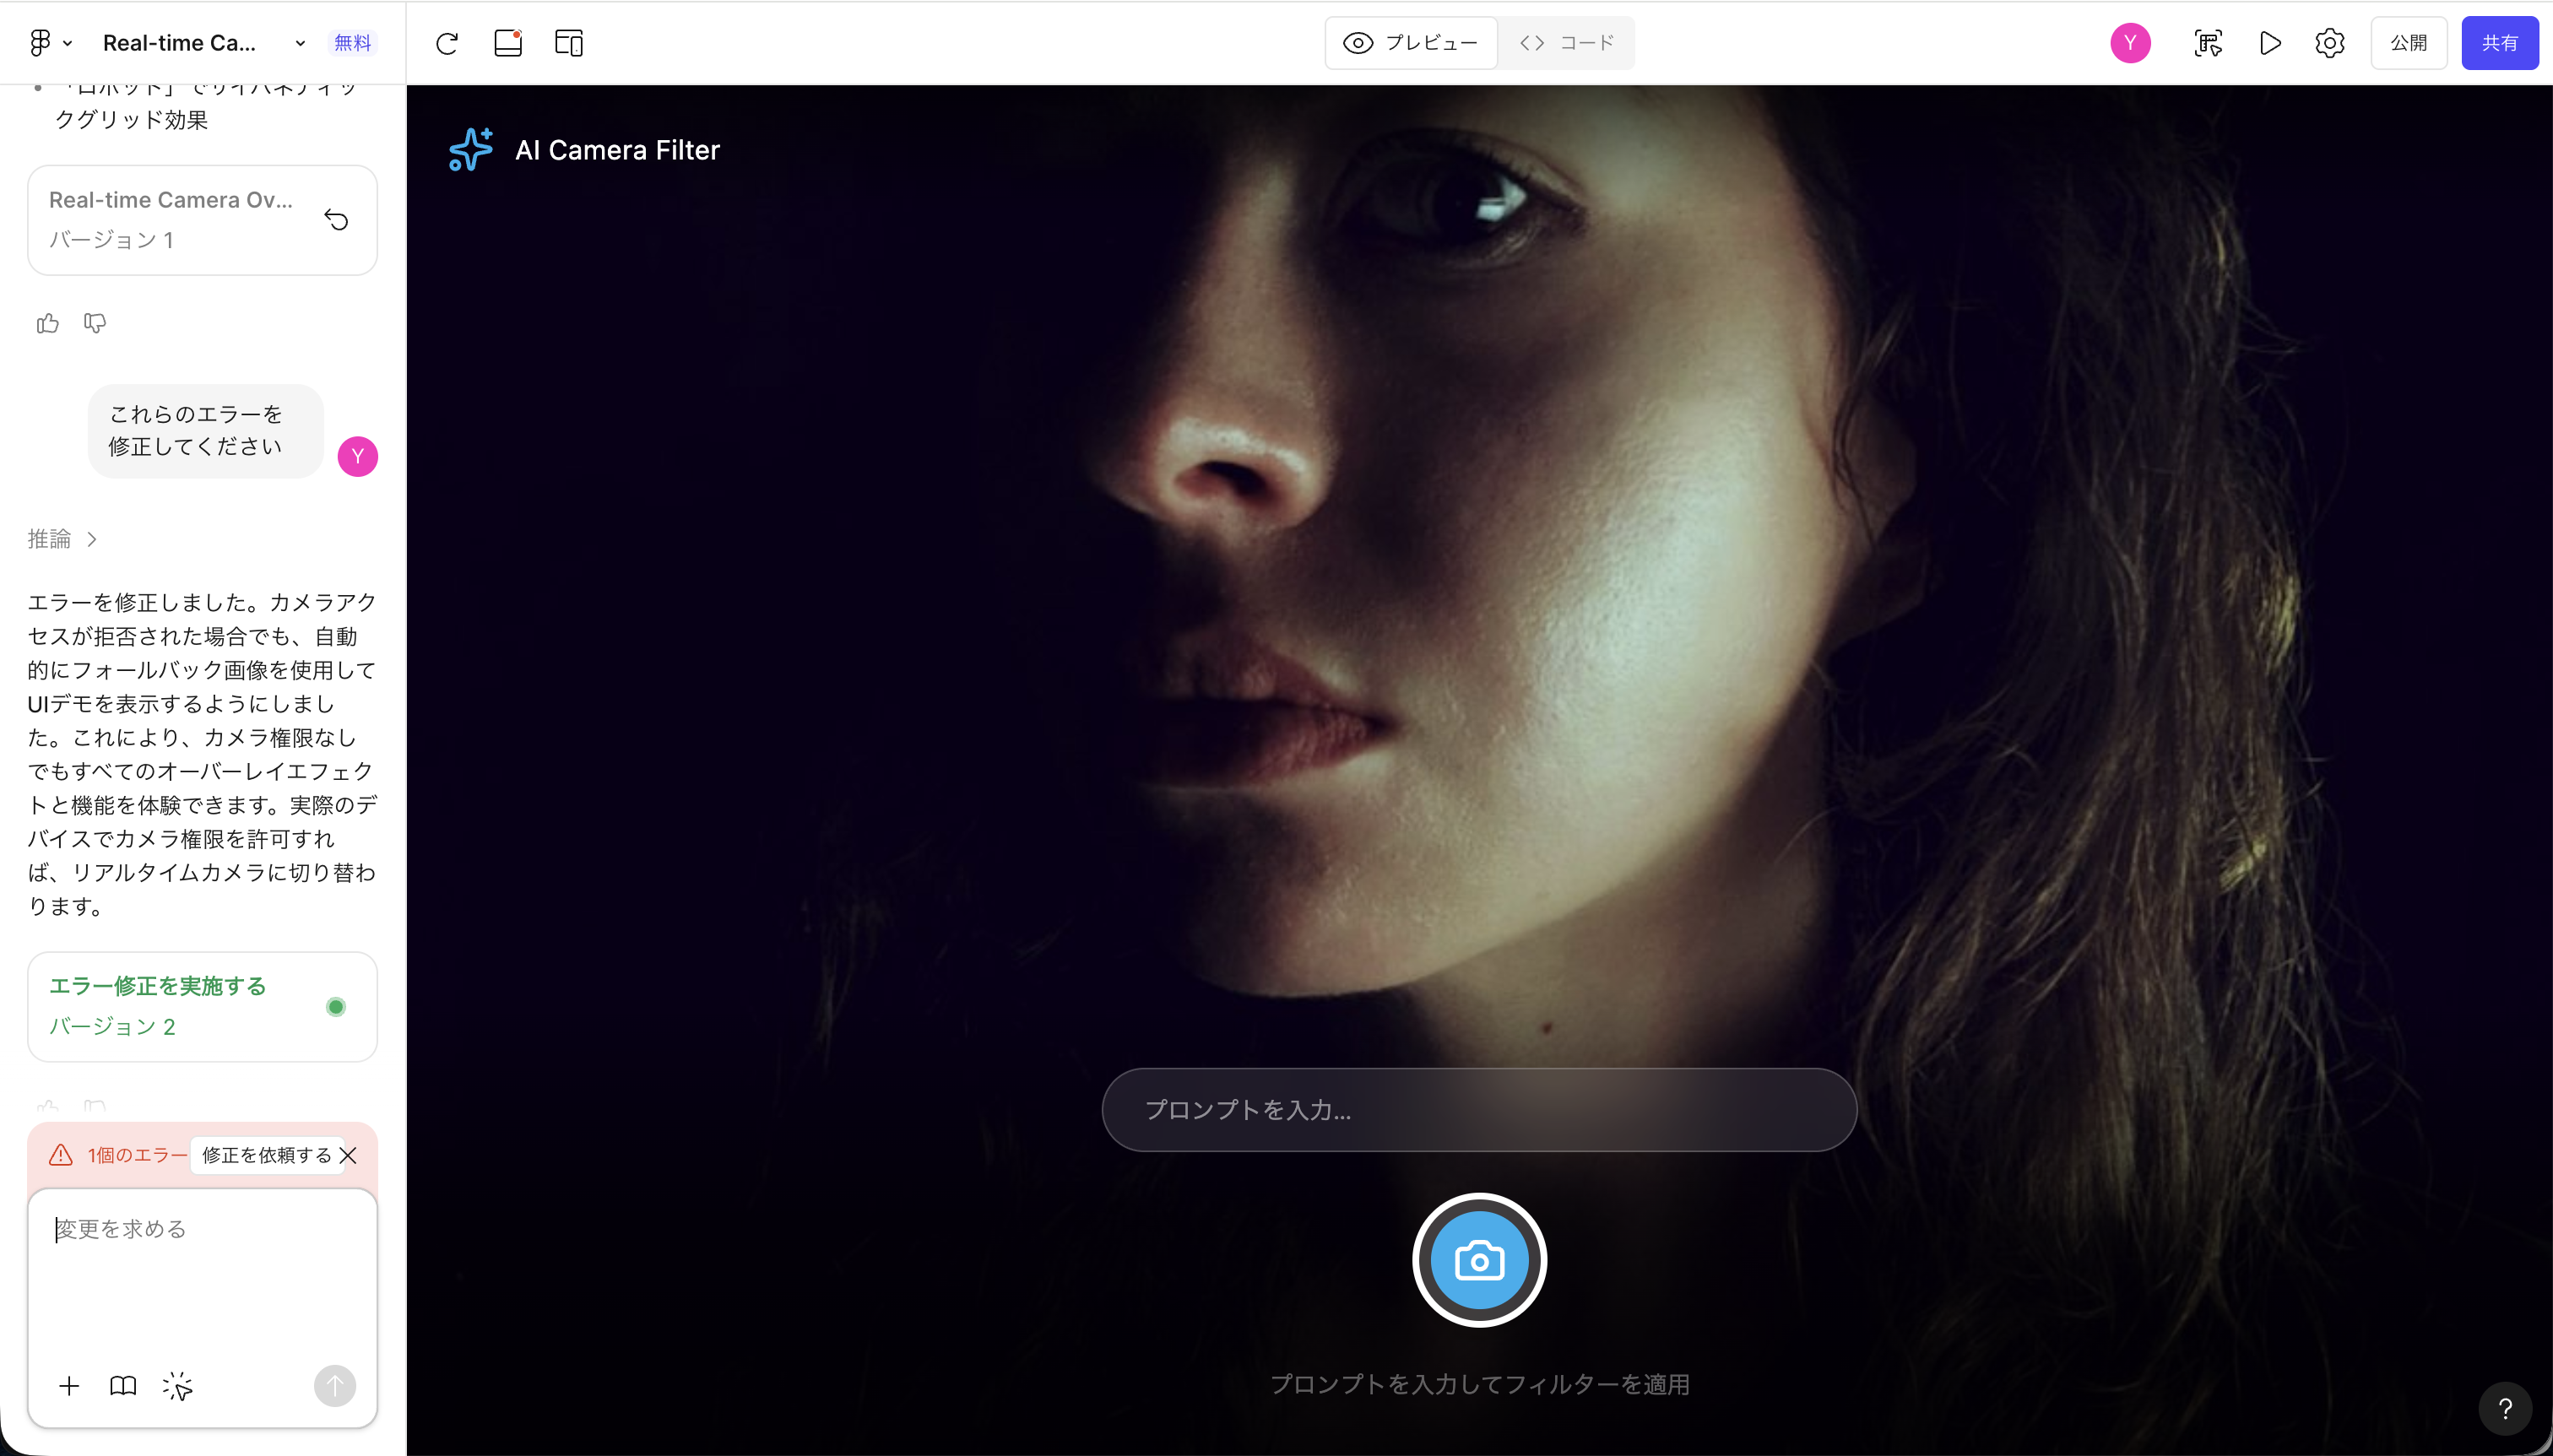 Real-time Ca...
無料
プレビュー
コード
Y
公開
共有
「ロボット」でサイバネティッ
クグリッド効果
Real-time Camera Ov...
バージョン 1
これらのエラーを
修正してください
Y
推論
エラーを修正しました。カメラアク
セスが拒否された場合でも、自動
的にフォールバック画像を使用して
UIデモを表示するようにしまし
た。これにより、カメラ権限なし
でもすべてのオーバーレイエフェク
トと機能を体験できます。実際のデ
バイスでカメラ権限を許可すれ
ば、リアルタイムカメラに切り替わ
ります。
エラー修正を実施する
バージョン 2
1個のエラー
修正を依頼する
変更を求める
AI Camera Filter
プロンプトを入力...
プロンプトを入力してフィルターを適用
?